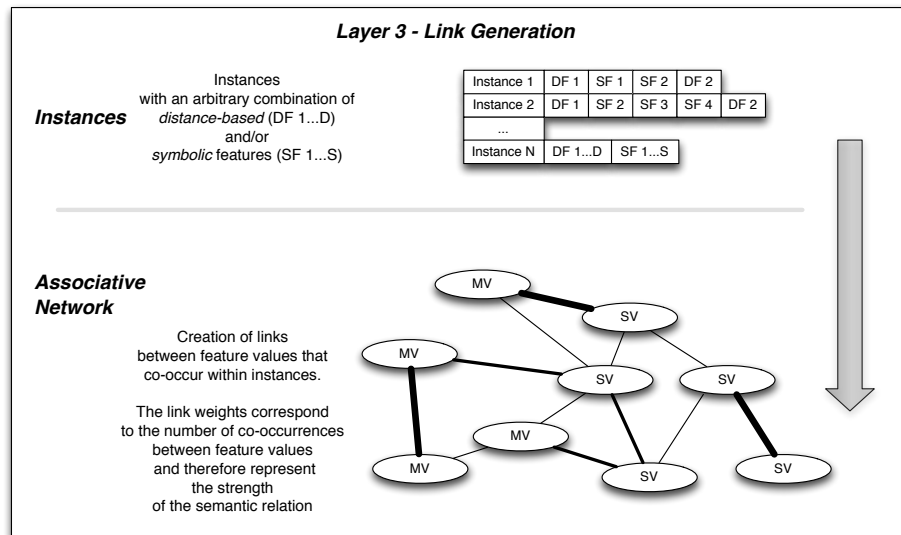 Layer 3 - Link Generation
Instances
Instances
with an arbitrary combination of
distance-based (DF 1...D)
and/or
symbolic features (SF 1...S)
Instance 1 DF 1 SF 1 SF 2 DF 2
Instance 2 DF 1 SF 2 SF 3 SF 4 DF 2
...
Instance N DF 1...D SF 1...S
Associative
Network
Creation of links
between feature values that
co-occur within instances.
The link weights correspond
to the number of co-occurrences
between feature values
and therefore represent
the strength
of the semantic relation
MV
SV
MV
SV
SV
MV
MV
SV
SV